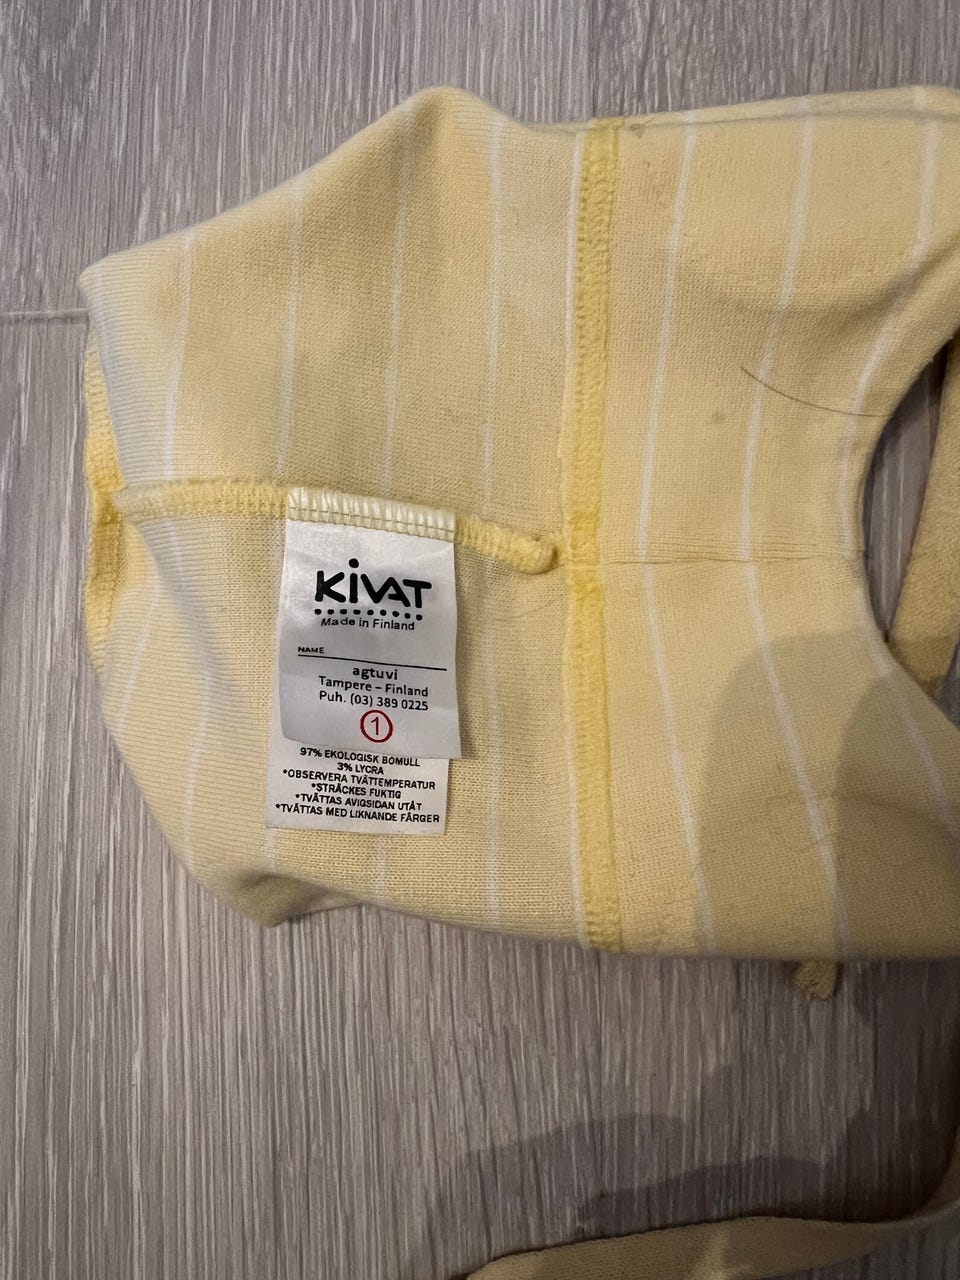 KiVAT
Made in Finland
NAME
agtuvi
Tampere – Finland
Puh. (03) 389 0225
1
97% EKOLOGISK BOMULL
3% LYCRA
*OBSERVERA TVÄTTEMPERATUR
*STRÄCKES FUKTIG
*TVÄTTAS AVIGSIDAN UTÅT
*TVÄTTAS MED LIKNANDE FÄRGER